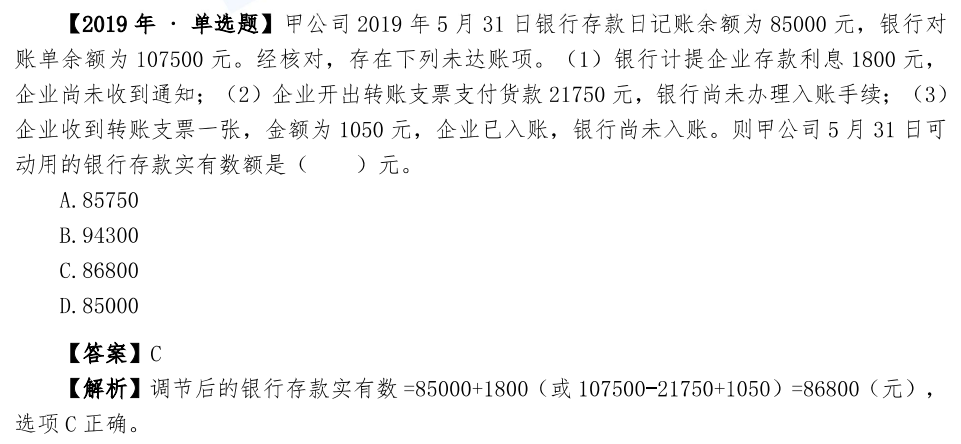 【2019 年 · 单选题】甲公司 2019 年 5 月 31 日银行存款日记账余额为 85000 元，银行对
账单余额为 107500 元。经核对，存在下列未达账项。（1）银行计提企业存款利息 1800 元，
企业尚未收到通知；（2）企业开出转账支票支付货款 21750 元，银行尚未办理入账手续；（3）
企业收到转账支票一张，金额为 1050 元，企业已入账，银行尚未入账。则甲公司 5 月 31 日可
动用的银行存款实有数额是（　　）元。
A.85750
B.94300
C.86800
D.85000
【答案】C
【解析】调节后的银行存款实有数 =85000+1800（或 107500-21750+1050）=86800（元），
选项 C 正确。